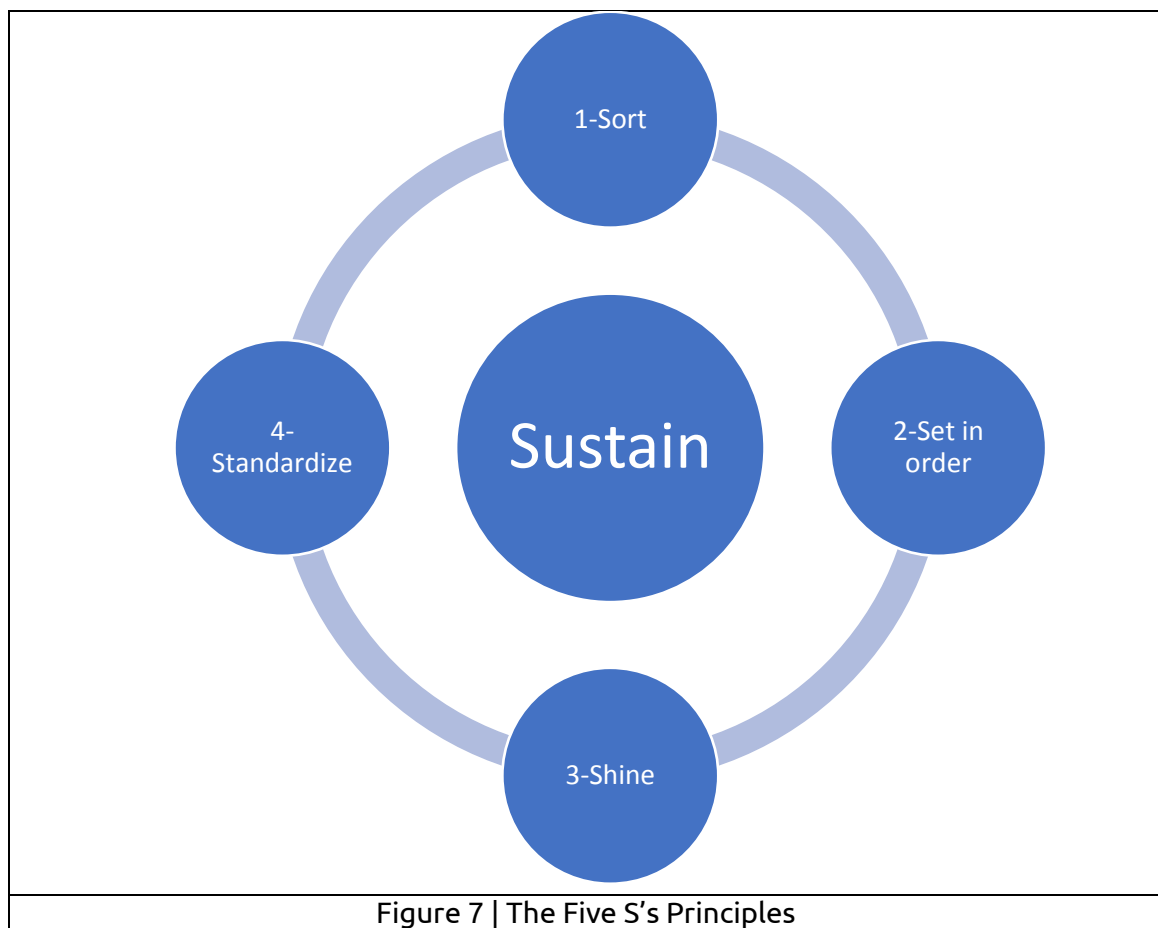 1-Sort
4-
Standardize
Sustain
2-Set in
order
3-Shine
Figure 7 | The Five S’s Principles